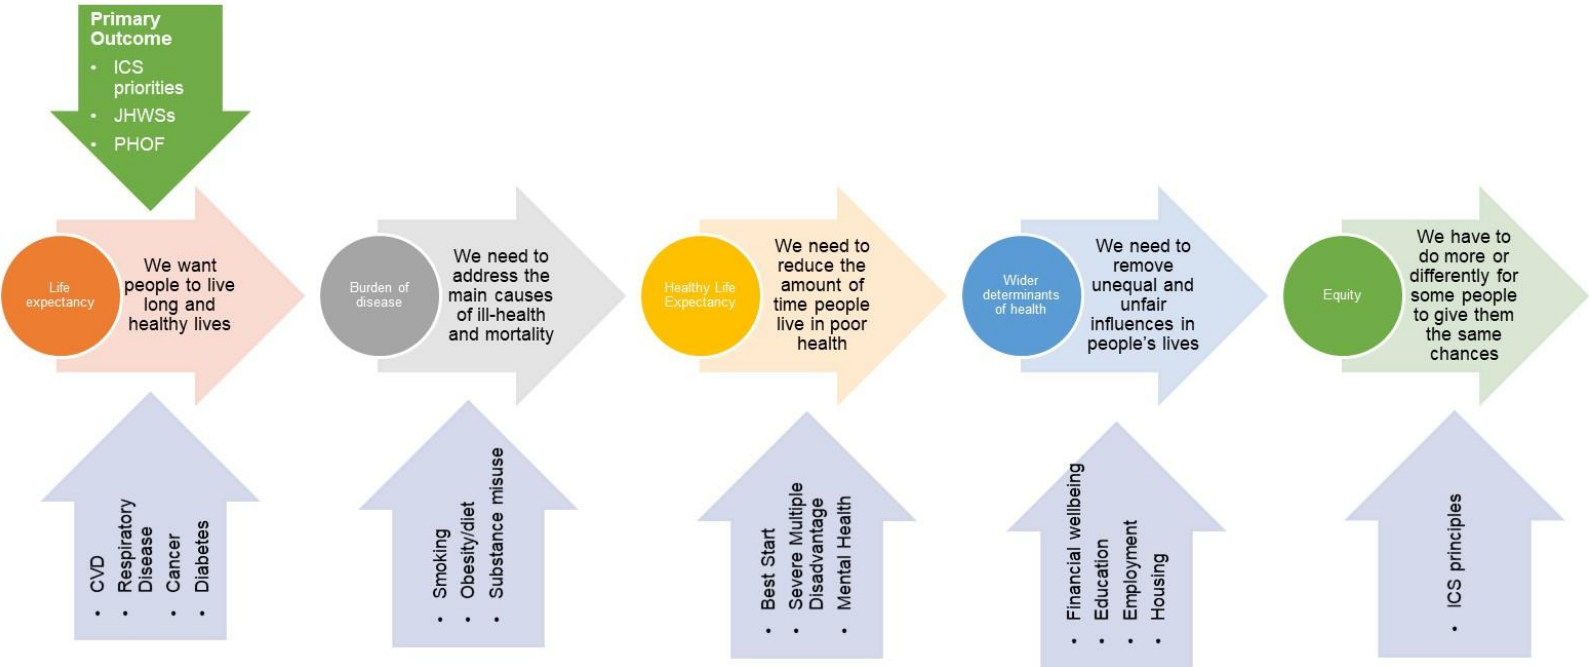 Primary
Outcome
• ICS
priorities
• JHWSs
• PHOF
Life
expectancy
We want
people to live
long and
healthy lives
Burden of
disease
We need to
address the
main causes
of ill-health
and mortality
Healthy Life
Expectancy
We need to
reduce the
amount of
time people
live in poor
health
Wider
determinants
of health
We need to
remove
unequal and
unfair
influences in
people’s lives
Equity
We have to
do more or
differently for
some people
to give them
the same
chances
• CVD
• Respiratory
Disease
• Cancer
• Diabetes
• Smoking
• Obesity/diet
• Substance misuse
• Best Start
• Severe Multiple
Disadvantage
• Mental Health
• Financial wellbeing
• Education
• Employment
• Housing
• ICS principles